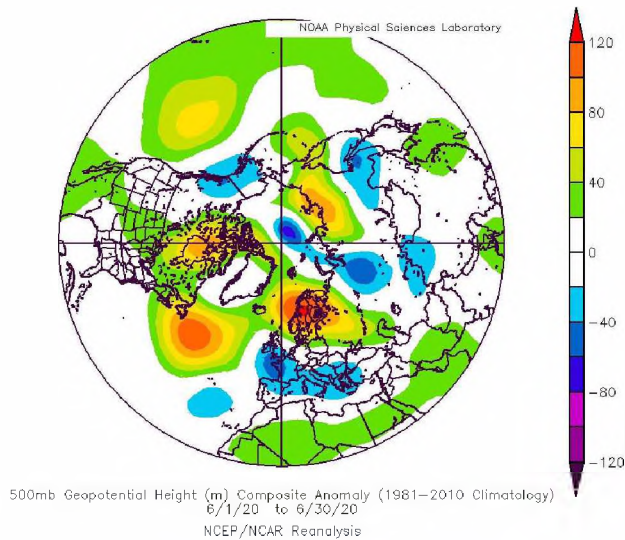 NOAA Physical Saiences Laboratory
120
80
40
0
-40
-80
-120
500mb Geopotential Height (m) Composite Anomaly (1981-2010 Climatology)
6/1/20 to 6/30/20
NCEP/NCAR Reanalysis